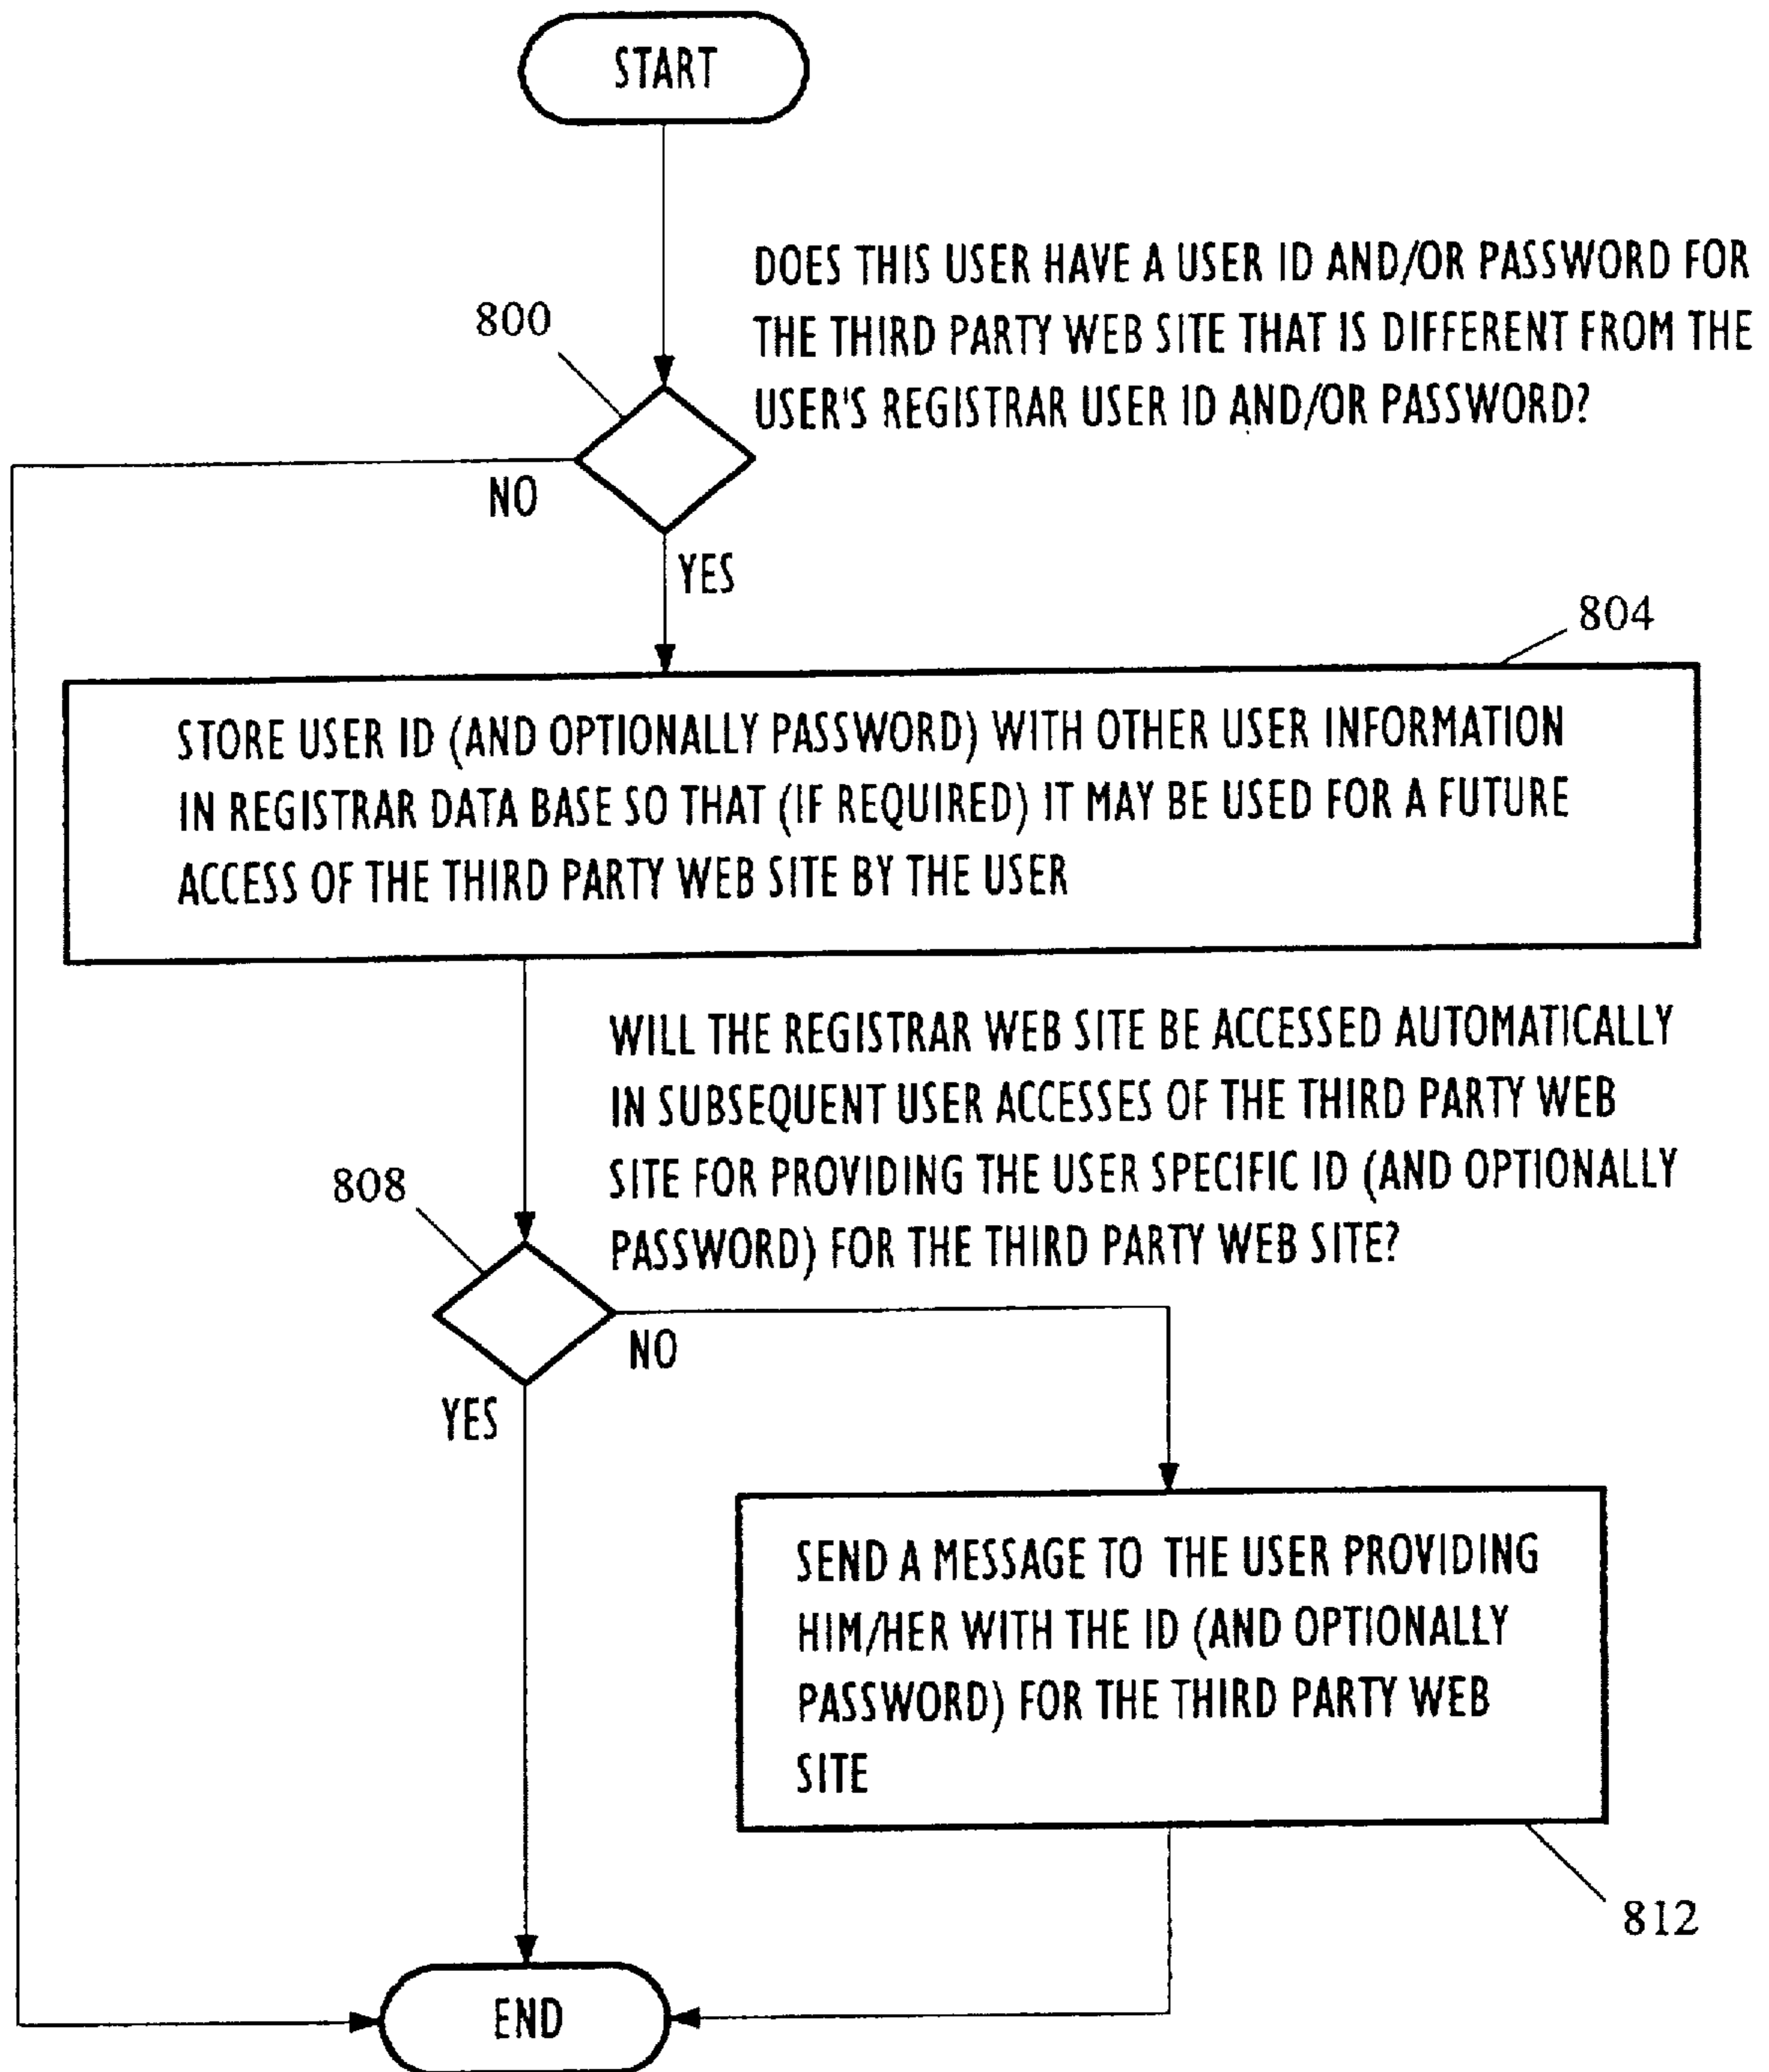 START
DOES THIS USER HAVE A USER ID AND/OR PASSWORD FOR
THE THIRD PARTY WEB SITE THAT IS DIFFERENT FROM THE
USER'S REGISTRAR USER ID AND/OR PASSWORD?
800
NO
YES
804
STORE USER ID (AND OPTIONALLY PASSWORD) WITH OTHER USER INFORMATION
IN REGISTRAR DATA BASE SO THAT (IF REQUIRED) IT MAY BE USED FOR A FUTURE
ACCESS OF THE THIRD PARTY WEB SITE BY THE USER
WILL THE REGISTRAR WEB SITE BE ACCESSED AUTOMATICALLY
IN SUBSEQUENT USER ACCESSES OF THE THIRD PARTY WEB
SITE FOR PROVIDING THE USER SPECIFIC ID (AND OPTIONALLY
PASSWORD) FOR THE THIRD PARTY WEB SITE?
808
NO
YES
SEND A MESSAGE TO THE USER PROVIDING
HIM/HER WITH THE ID (AND OPTIONALLY
PASSWORD) FOR THE THIRD PARTY WEB
SITE
812
END